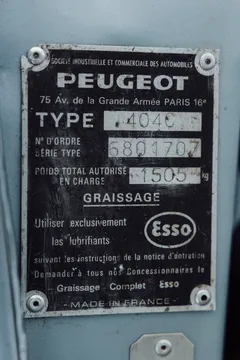 SOCIÉTÉ INDUSTRIELLE ET COMMERCIALE DES AUTOMOBILES
PEUGEOT
75 Av. de la Grande Armée PARIS 16e
TYPE 404C
N° D'ORDRE
SÉRIE TYPE 6801707
POIDS TOTAL AUTORISÉ
EN CHARGE 1505 kg
GRAISSAGE
Utiliser exclusivement
les lubrifiants
Esso
suivant les instructions de la notice d'entretien
Demander à tous nos Concessionnaires le
Graissage Complet Esso
MADE IN FRANCE